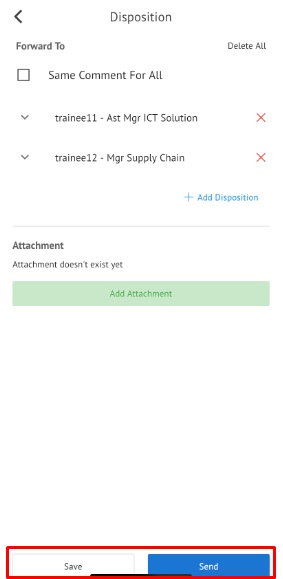 Disposition
Forward To Delete All
Same Comment For All
trainee11 - Ast Mgr ICT Solution
trainee12 - Mgr Supply Chain
Add Disposition
Attachment
Attachment doesn't exist yet
Add Attachment
Save Send